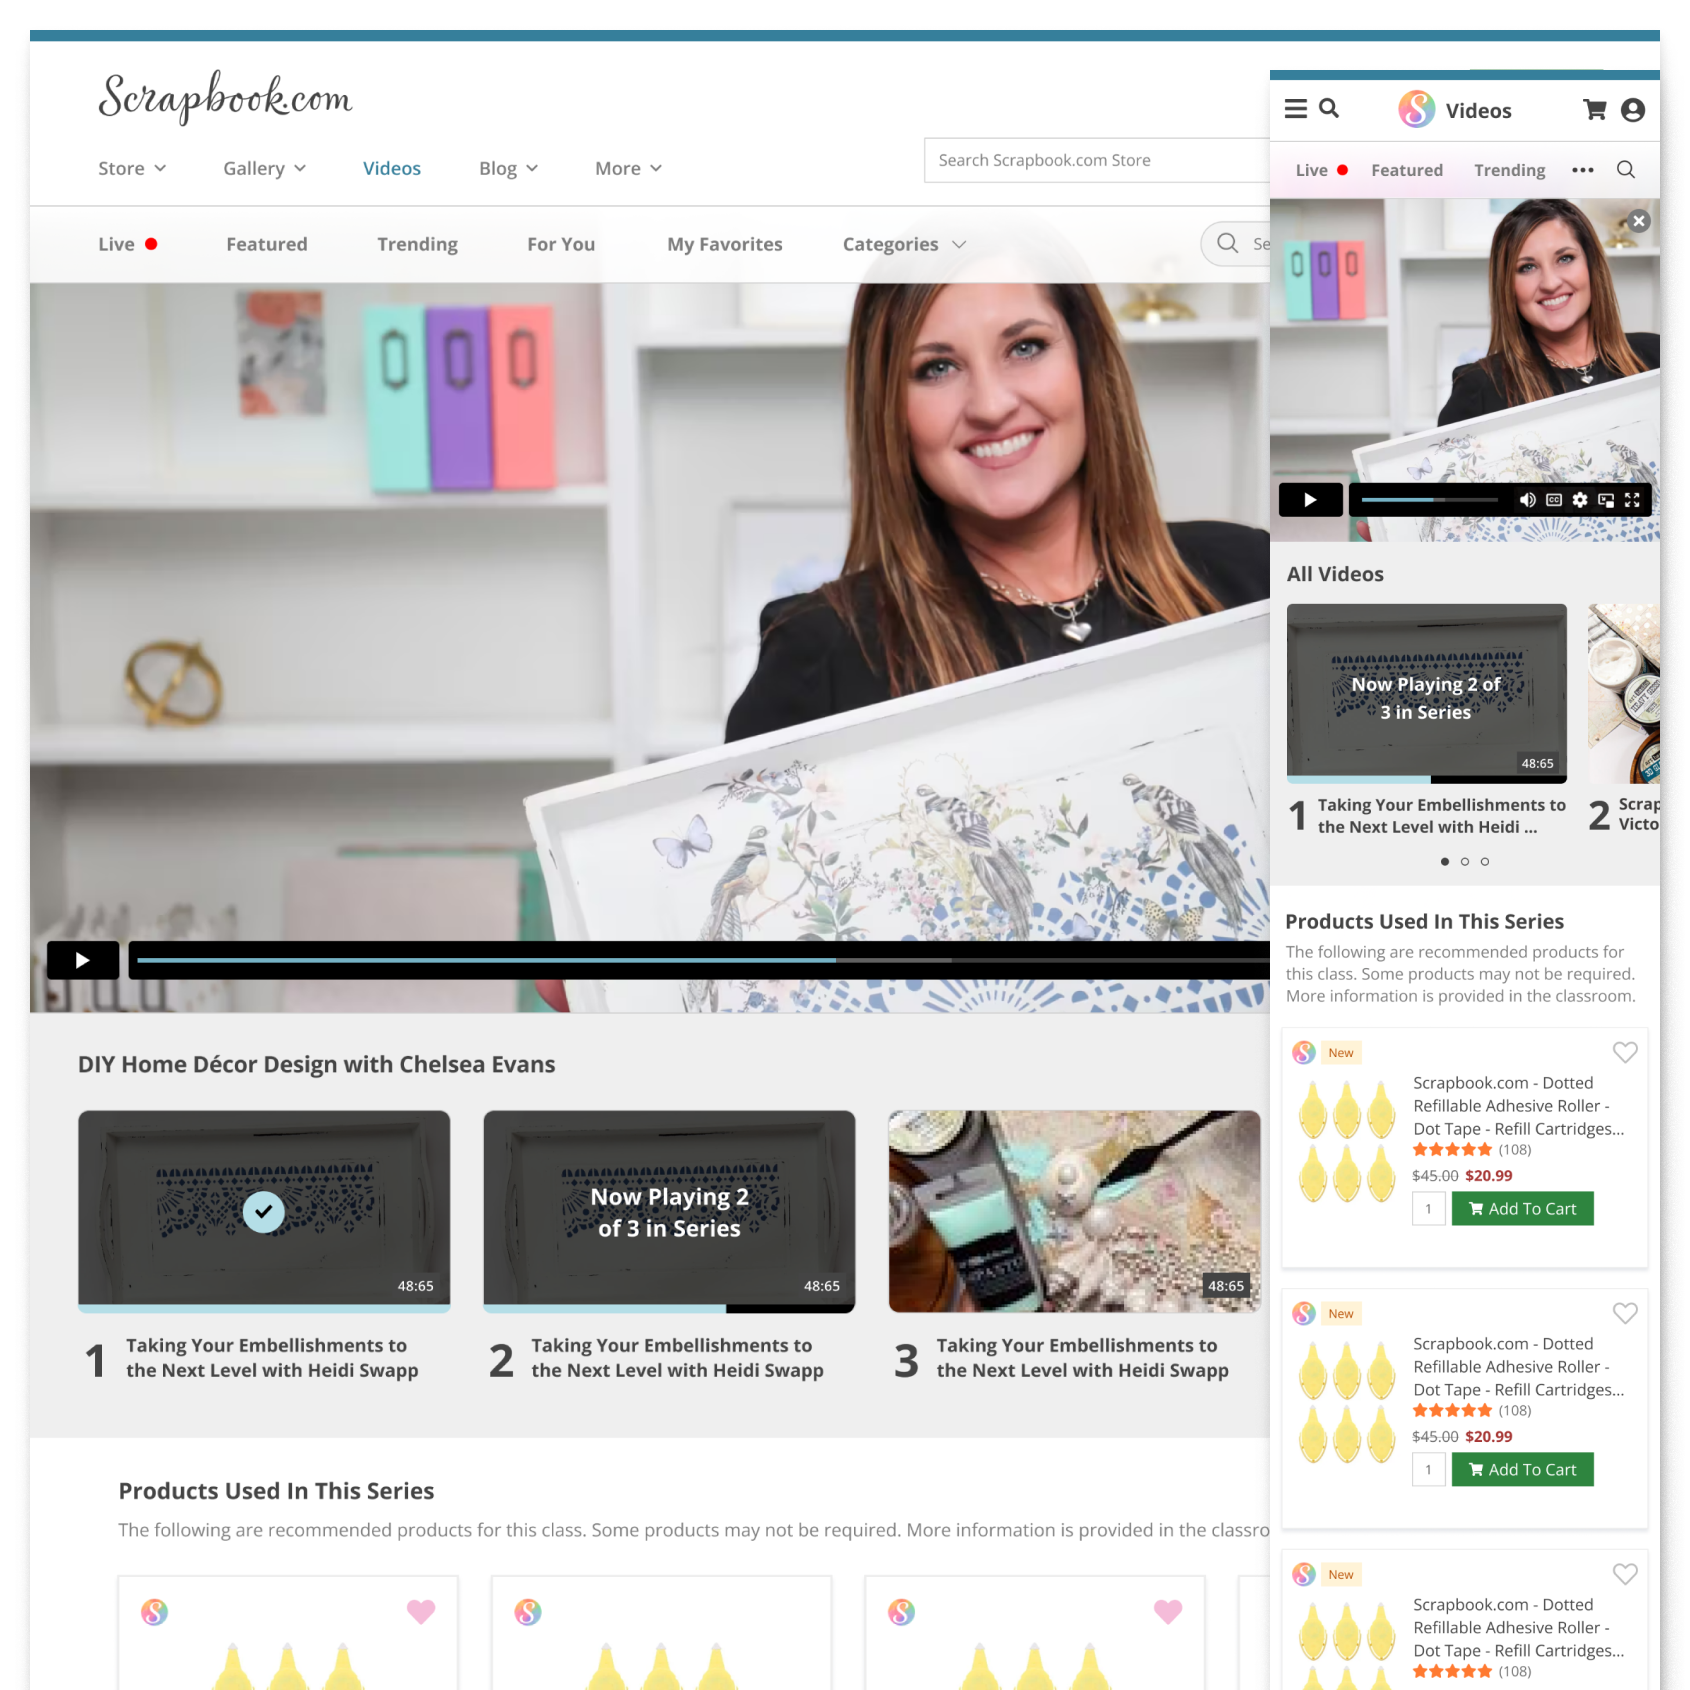 Scrapbook.com
Store
Gallery
Videos
Blog
More
Search Scrapbook.com Store
Live
Featured
Trending
For You
My Favorites
Categories
Se
DIY Home Décor Design with Chelsea Evans
48:65
Now Playing 2
of 3 in Series
48:65
48:65
1
Taking Your Embellishments to
the Next Level with Heidi Swapp
2
Taking Your Embellishments to
the Next Level with Heidi Swapp
3
Taking Your Embellishments to
the Next Level with Heidi Swapp
Products Used In This Series
The following are recommended products for this class. Some products may not be required. More information is provided in the classro
S
S
S
S Videos
Live
Featured
Trending
CC
All Videos
Now Playing 2 of
3 in Series
48:65
1
Taking Your Embellishments to
the Next Level with Heidi ...
2
Scrap
Victo
Products Used In This Series
The following are recommended products for
this class. Some products may not be required.
More information is provided in the classroom.
S New
Scrapbook.com - Dotted
Refillable Adhesive Roller -
Dot Tape - Refill Cartridges...
(108)
$45.00 $20.99
1 Add To Cart
S New
Scrapbook.com - Dotted
Refillable Adhesive Roller -
Dot Tape - Refill Cartridges...
(108)
$45.00 $20.99
1 Add To Cart
S New
Scrapbook.com - Dotted
Refillable Adhesive Roller -
Dot Tape - Refill Cartridges...
(108)